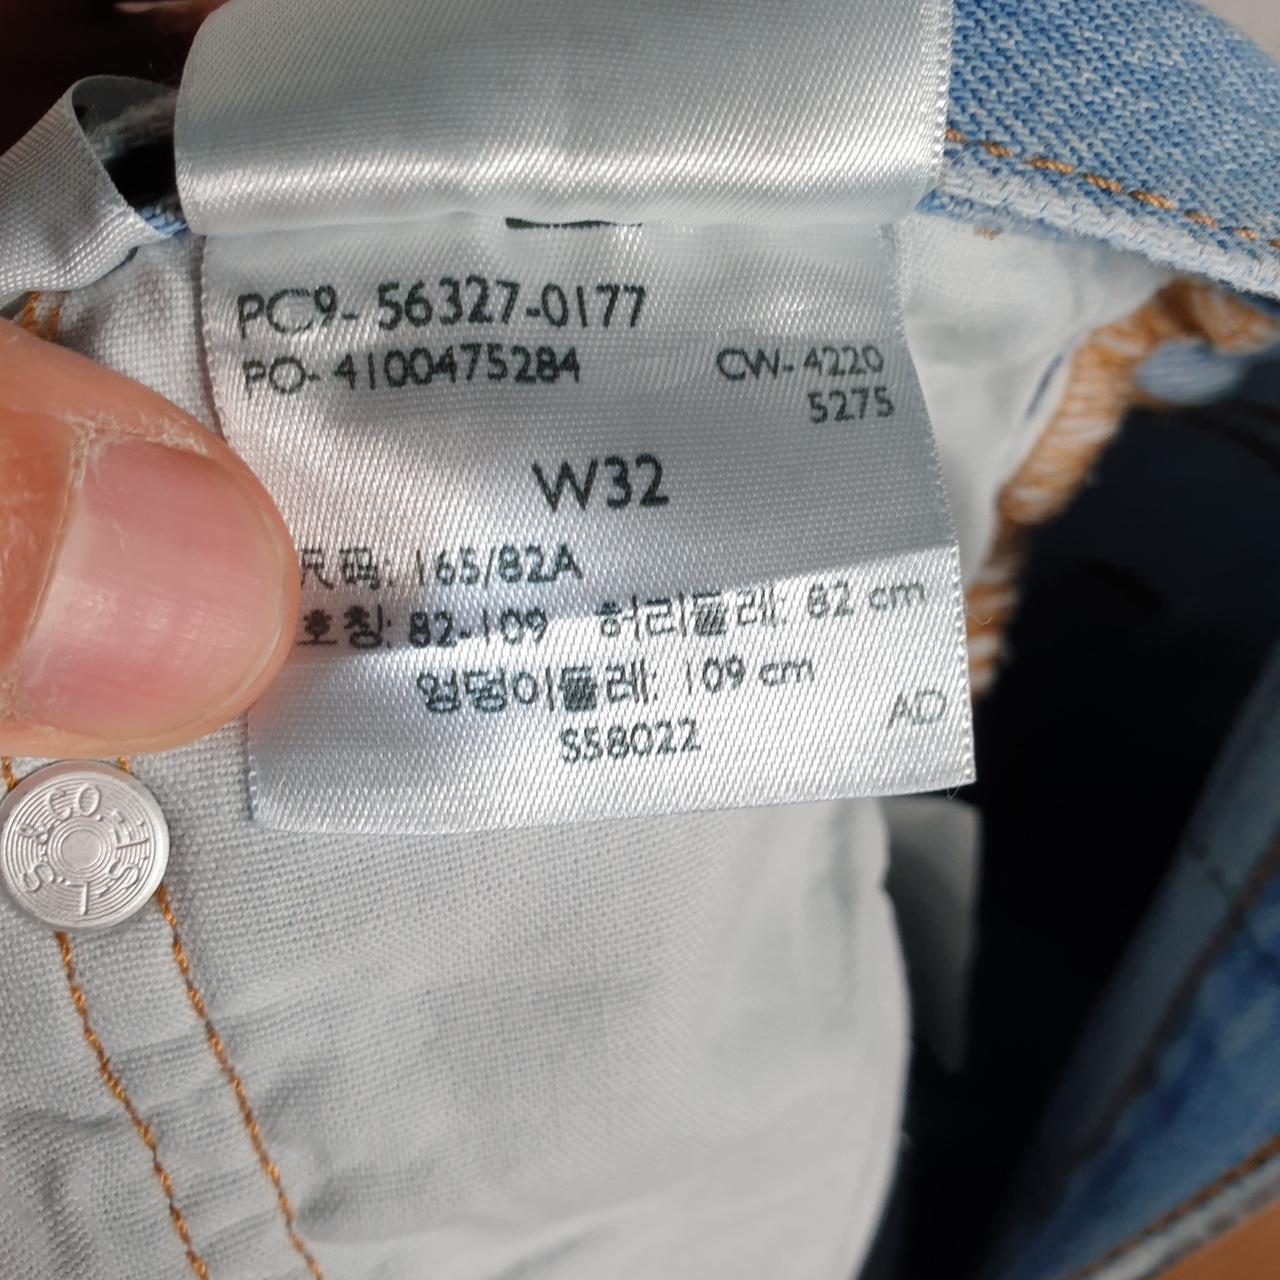 PC9- 56327-0177
PO- 4100475284 CW- 4220
5275
W32
尺码: 165/82A
호칭: 82-109 허리둘레: 82 cm
엉덩이둘레: 109 cm
S58022 AD
L.S. & CO. - S.F. -